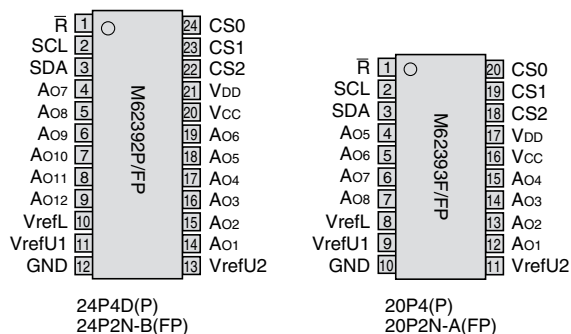 R 1 24 CS0
SCL 2 23 CS1
SDA 3 22 CS2
AO7 4 21 VDD
AO8 5 20 VCC
AO9 6 19 AO6
AO10 7 18 AO5
AO11 8 17 AO4
AO12 9 16 AO3
VrefL 10 15 AO2
VrefU1 11 14 AO1
GND 12 13 VrefU2
M62392P/FP
24P4D(P)
24P2N-B(FP)
R 1 20 CS0
SCL 2 19 CS1
SDA 3 18 CS2
AO5 4 17 VDD
AO6 5 16 VCC
AO7 6 15 AO4
AO8 7 14 AO3
VrefL 8 13 AO2
VrefU1 9 12 AO1
GND 10 11 VrefU2
M62393F/FP
20P4(P)
20P2N-A(FP)